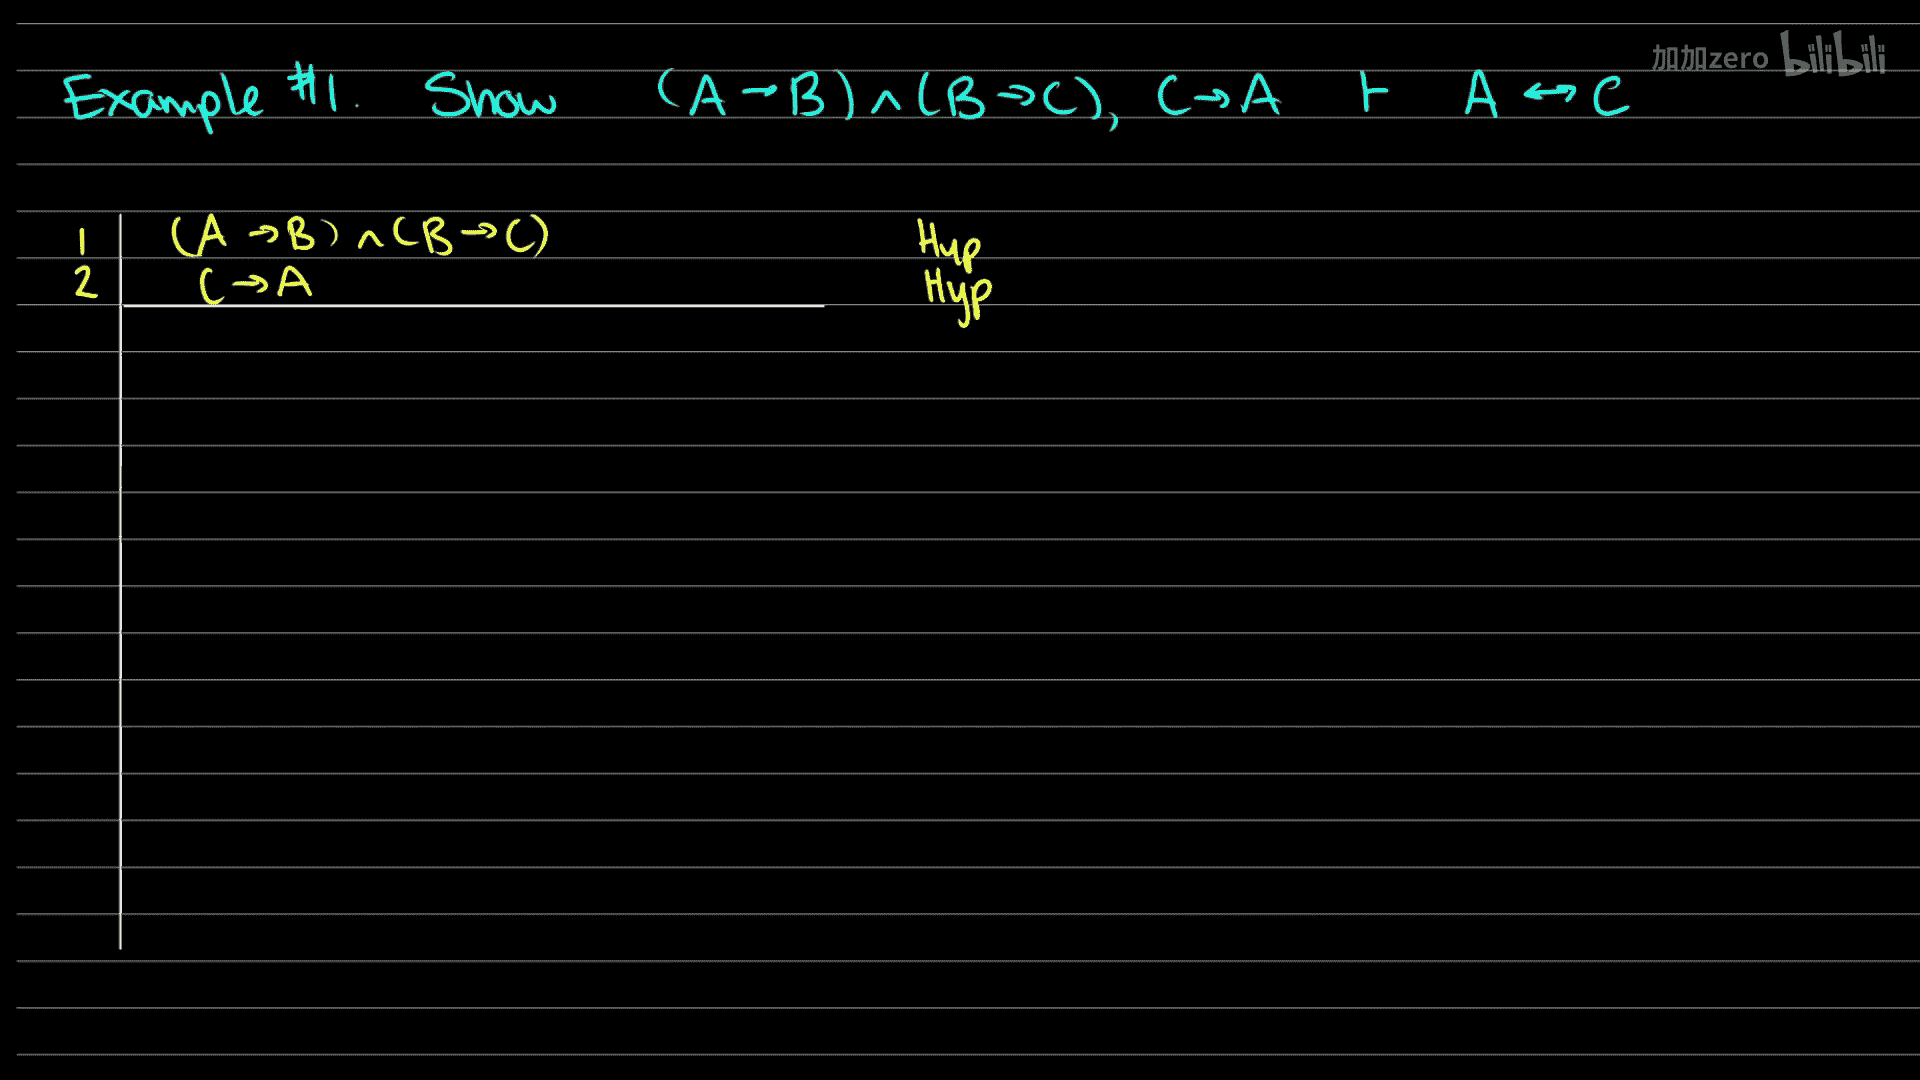 加加zero bilibili
Example #1. Show (A→B)∧(B→C), C→A ⊢ A↔C
1 (A→B)∧(B→C) Hyp
2 C→A Hyp